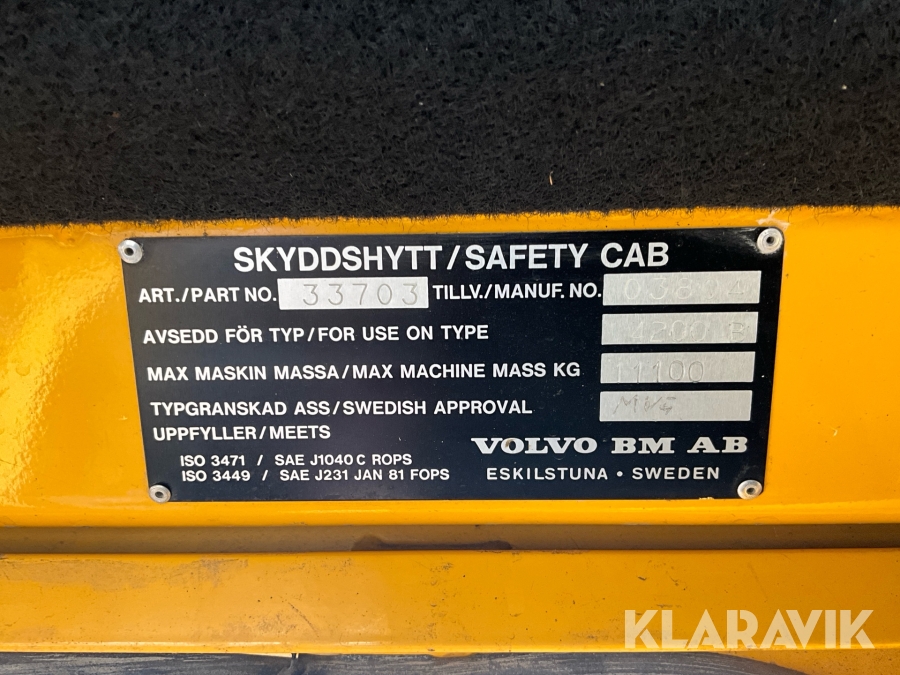 SKYDDSHYTT/SAFETY CAB
ART./PART NO. 33703 TILLV./MANUF. NO.
AVSEDD FÖR TYP/FOR USE ON TYPE 4200 B
MAX MASKIN MASSA/MAX MACHINE MASS KG 11100
TYPGRANSKAD ASS/SWEDISH APPROVAL
UPPFYLLER/MEETS
VOLVO BM AB
ISO 3471 / SAE J1040 C ROPS
ISO 3449 / SAE J231 JAN 81 FOPS
ESKILSTUNA • SWEDEN
KLARAVIK